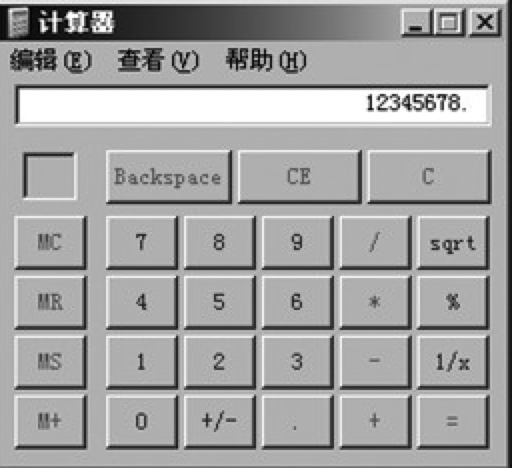 计算器
编辑(E) 查看(V) 帮助(H)
12345678.
Backspace CE C
MC 7 8 9 / sqrt
MR 4 5 6 * %
MS 1 2 3 - 1/x
M+ 0 +/- . + =